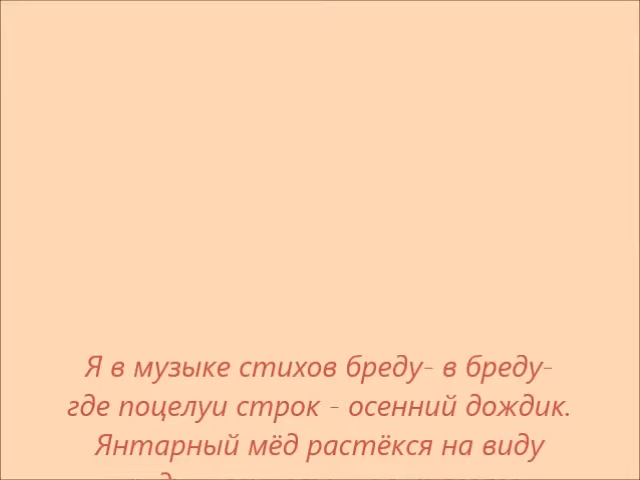 Я в музыке стихов бреду- в бреду-
где поцелуи строк - осенний дождик.
Янтарный мёд растёкся на виду